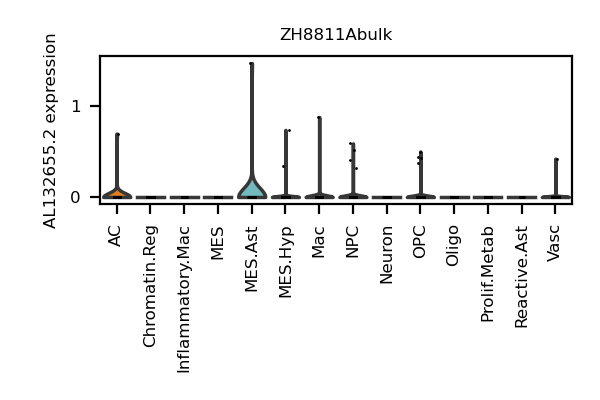 ZH8811Abulk
AL132655.2 expression
1
0
AC
Chromatin.Reg
Inflammatory.Mac
MES
MES.Ast
MES.Hyp
Mac
NPC
Neuron
OPC
Oligo
Prolif.Metab
Reactive.Ast
Vasc